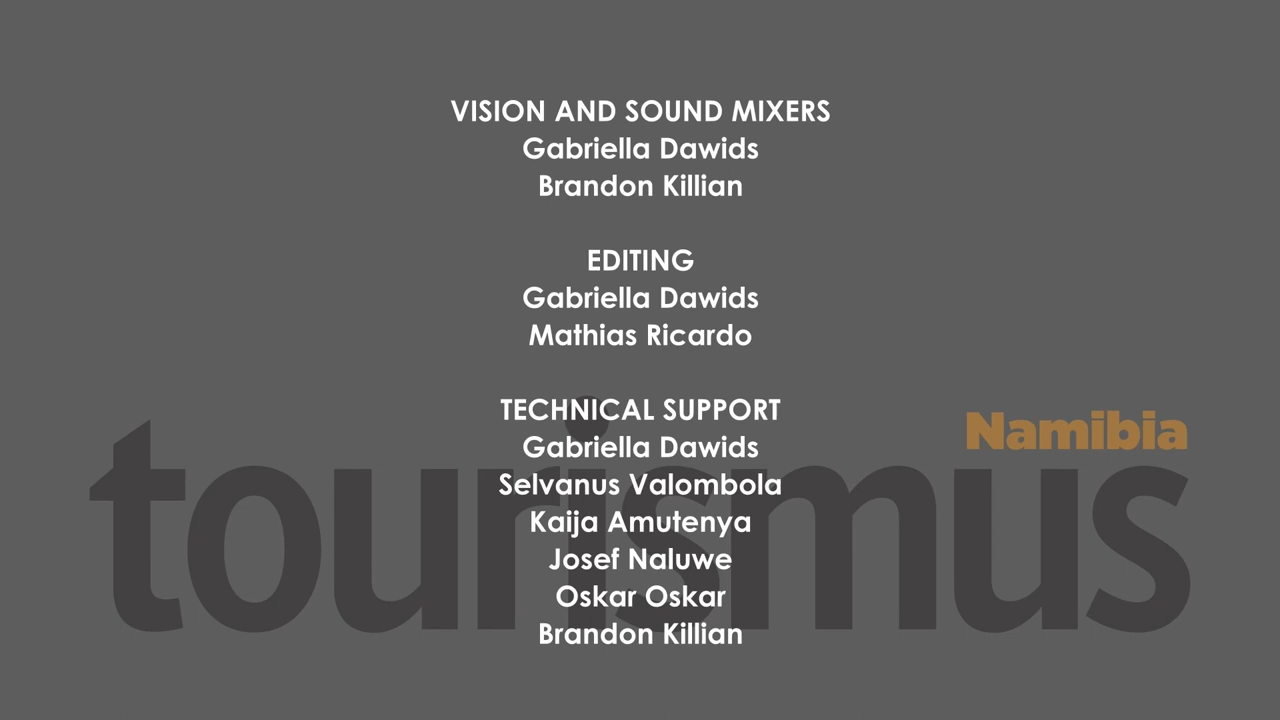 VISION AND SOUND MIXERS
Gabriella Dawids
Brandon Killian
EDITING
Gabriella Dawids
Mathias Ricardo
TECHNICAL SUPPORT
Gabriella Dawids
Selvanus Valombola
Kaija Amutenya
Josef Naluwe
Oskar Oskar
Brandon Killian
Namibia
tourismus